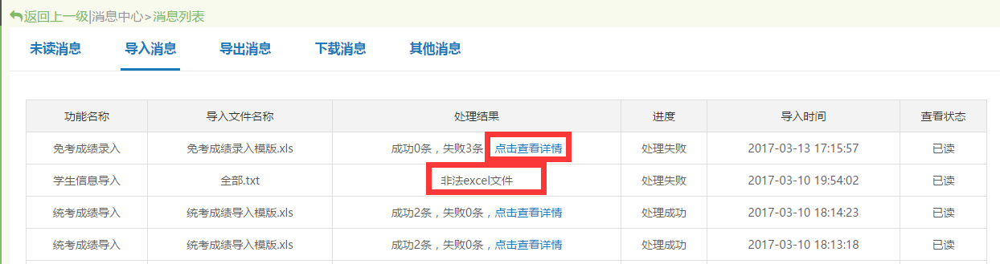 返回上一级|消息中心>消息列表
未读消息 导入消息 导出消息 下载消息 其他消息
功能名称 导入文件名称 处理结果 进度 导入时间 查看状态
免考成绩录入 免考成绩录入模版.xls 成功0条，失败3条 点击查看详情 处理失败 2017-03-13 17:15:57 已读
学生信息导入 全部.txt 非法excel文件 处理失败 2017-03-10 19:54:02 已读
统考成绩导入 统考成绩导入模版.xls 成功2条，失败0条，点击查看详情 处理成功 2017-03-10 18:14:23 已读
统考成绩导入 统考成绩导入模版.xls 成功2条，失败0条，点击查看详情 处理成功 2017-03-10 18:13:18 已读